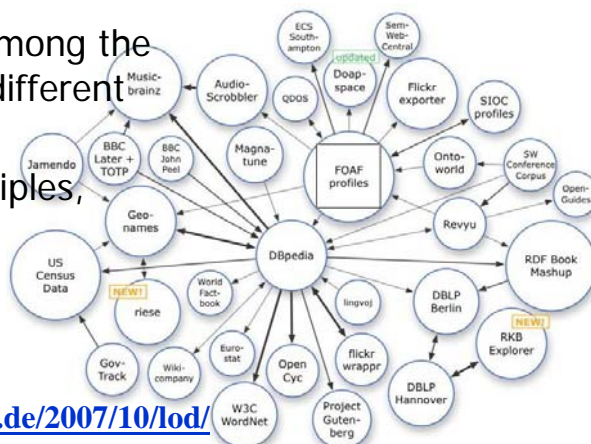 mong the
different
iples,
.de/2007/10/lod/
ECS
South-
ampton
Sem-
Web-
Central
updated
Doap-
space
Music-
brainz
Audio-
Scrobbler
QDOS
Flickr
exporter
SIOC
profiles
BBC
Later +
TOTP
BBC
John
Peel
Jamendo
Magna-
tune
FOAF
profiles
Onto-
world
SW
Conference
Corpus
Open-
Guides
Geo-
names
Revyu
US
Census
Data
DBpedia
RDF Book
Mashup
NEW!
riese
World
Fact-
book
lingvoj
DBLP
Berlin
NEW!
RKB
Explorer
Gov-
Track
Wiki-
company
Euro-
stat
Open
Cyc
flickr
wrappr
DBLP
Hannover
W3C
WordNet
Project
Guten-
berg